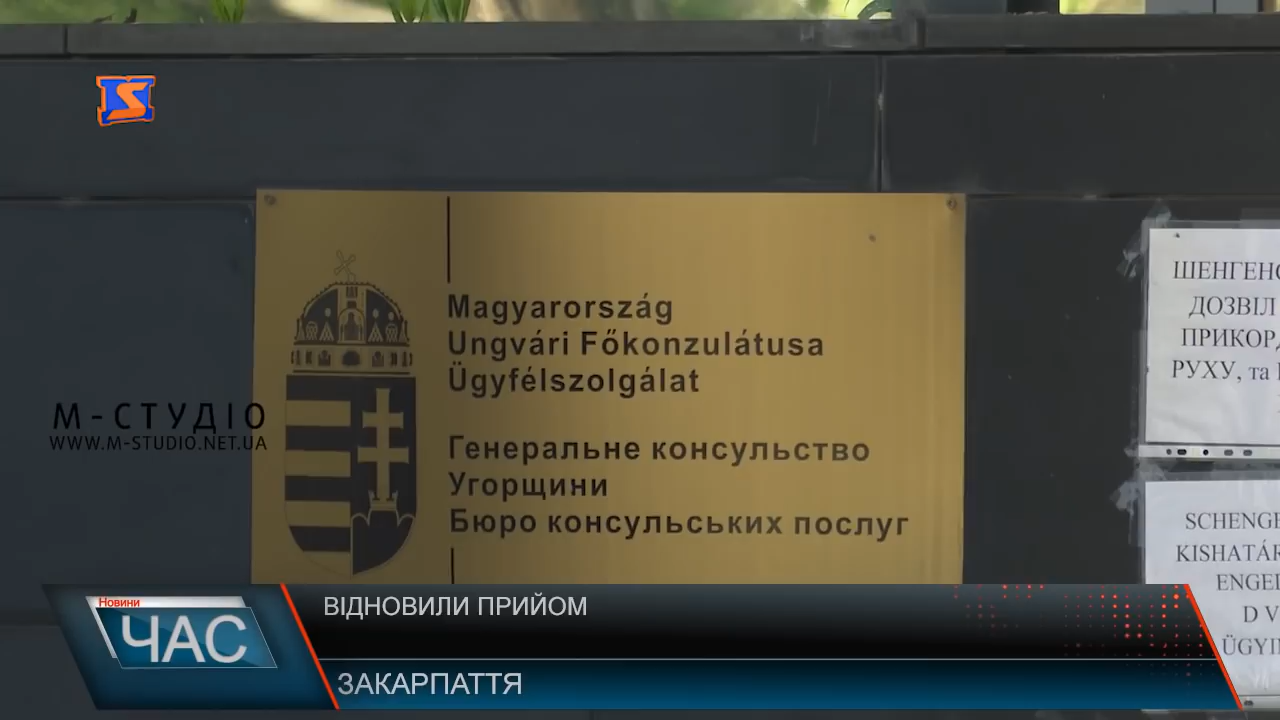 Magyarország
Ungvári Főkonzulátusa
Ügyfélszolgálat
Генеральне консульство
Угорщини
Бюро консульських послуг
М-СТУДІО
WWW.M-STUDIO.NET.UA
ДОЗВІЛ
РУХУ, та
Новини
ЧАС
ВІДНОВИЛИ ПРИЙОМ
ЗАКАРПАТТЯ